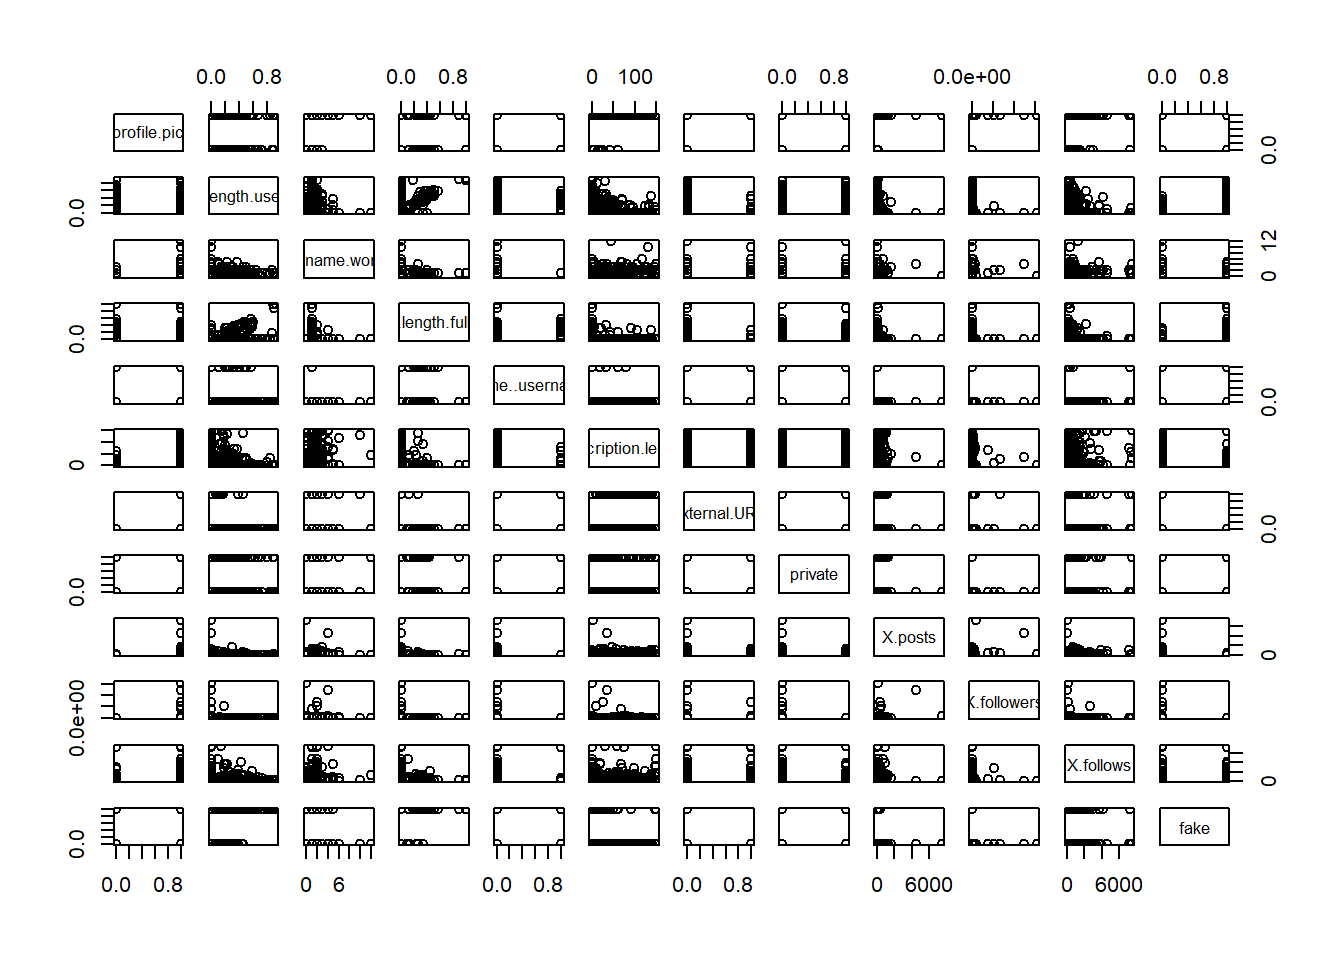 0.0 0.8 0.0 0.8 0 100 0.0 0.8 0.0e+00 0.0 0.8
profile.pic 0.0
0.0 ength.use
name.wor 0 12
0.0 length.full
ne..userna 0.0
0 cription.le
xternal.UR 0.0
0.0 private
X.posts 0
0.0e+00 X.followers
X.follows 0
0.0 fake
0.0 0.8 0 6 0.0 0.8 0.0 0.8 0 6000 0 6000